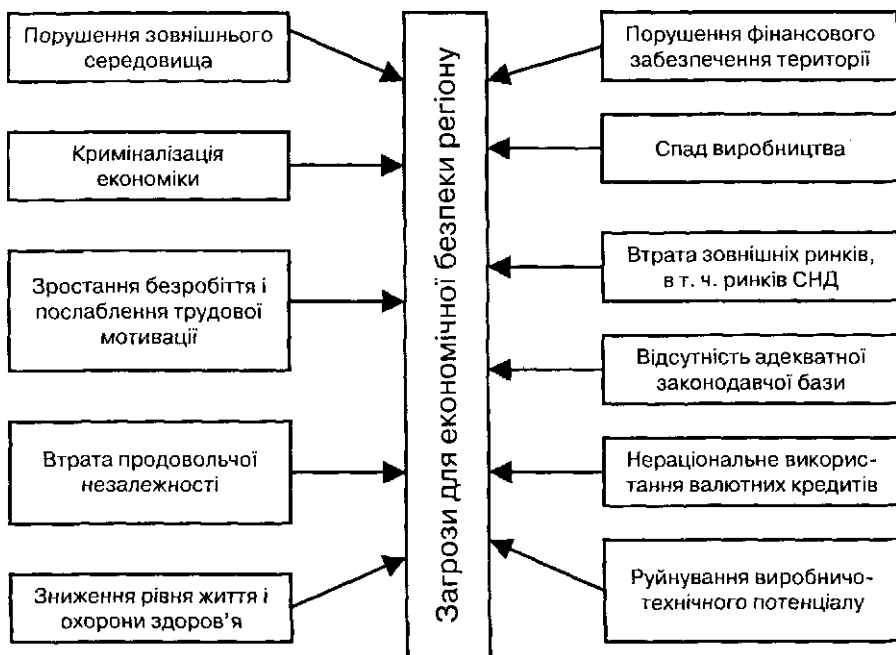 Порушення зовнішнього
середовища
Криміналізація
економіки
Зростання безробіття і
послаблення трудової
мотивації
Втрата продовольчої
незалежності
Зниження рівня життя і
охорони здоров'я
Загрози для економічної безпеки регіону
Порушення фінансового
забезпечення території
Спад виробництва
Втрата зовнішніх ринків,
в т. ч. ринків СНД
Відсутність адекватної
законодавчої бази
Нераціональне викорис-
тання валютних кредитів
Руйнування виробничо-
технічного потенціалу